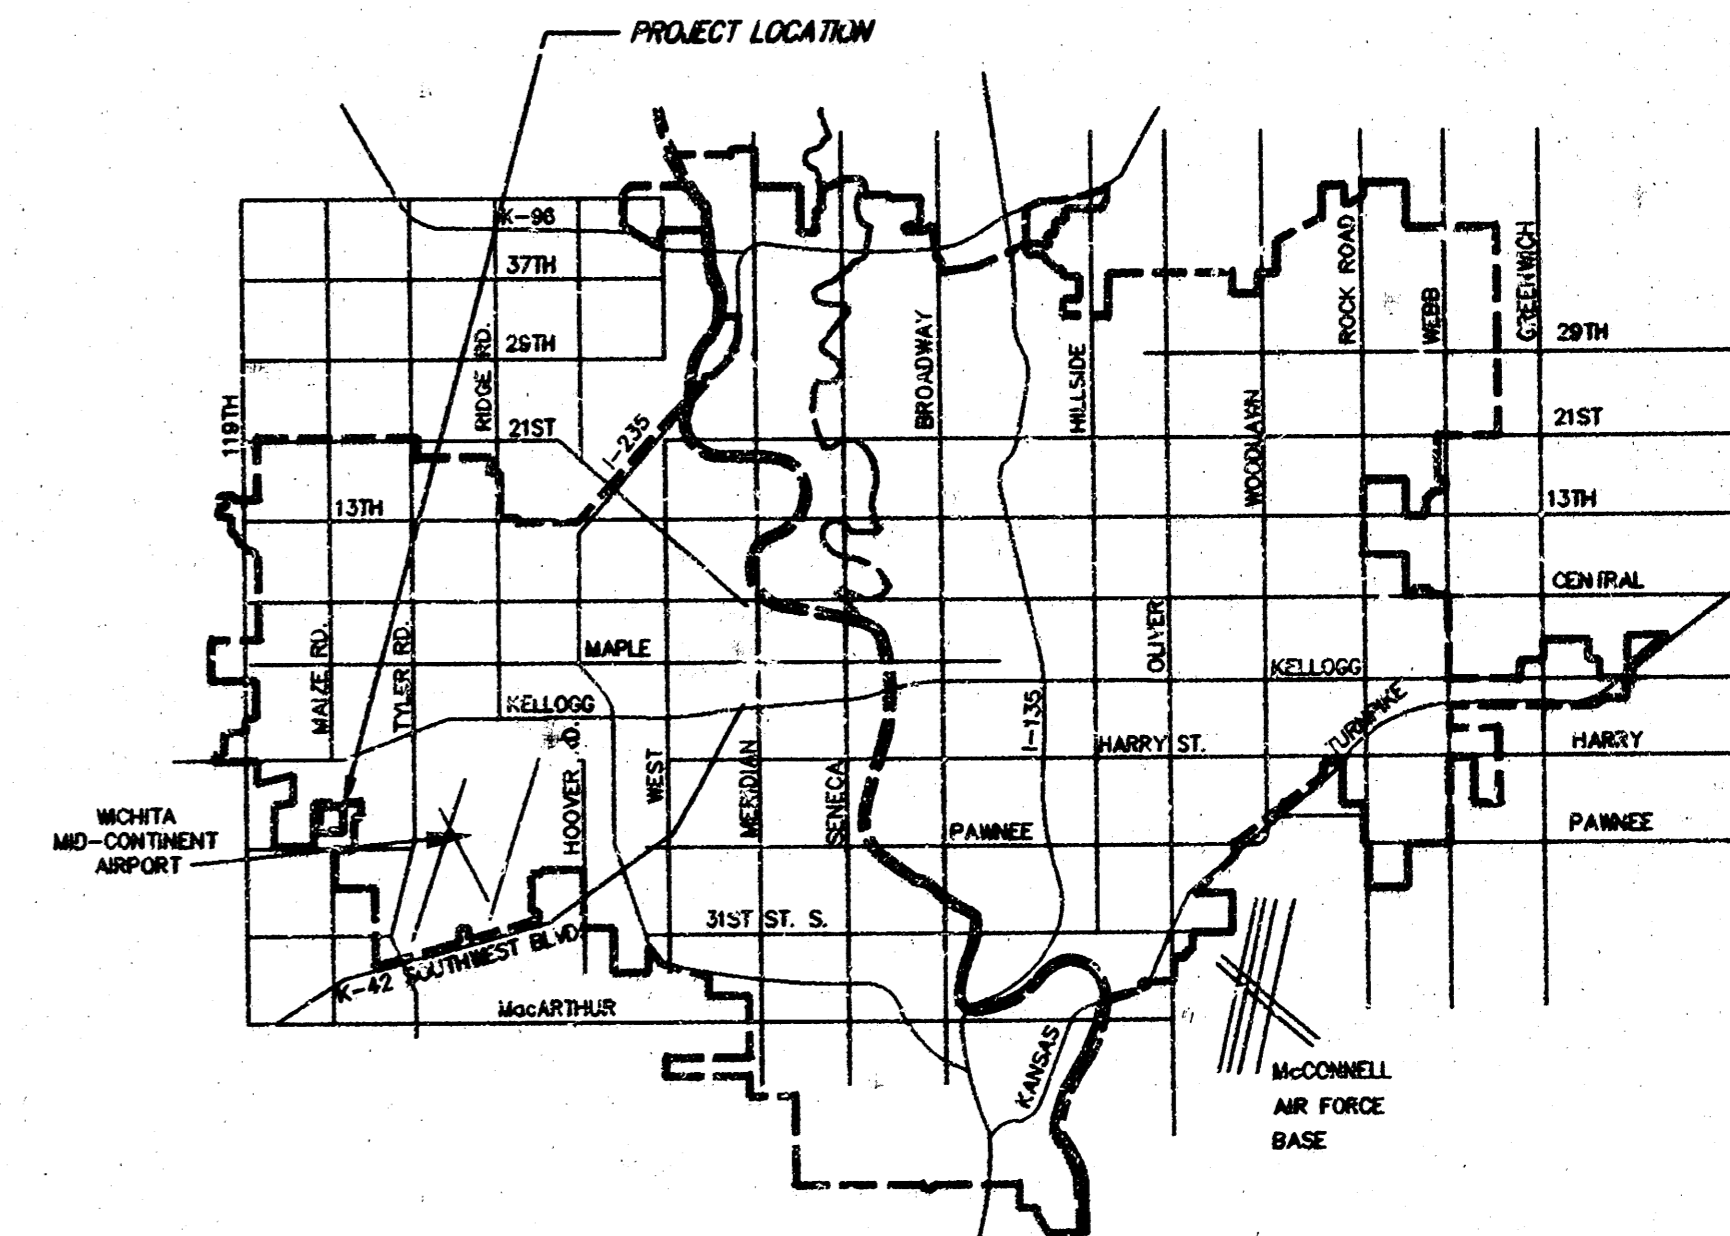 PROJECT LOCATION
K-96
37TH
29TH
RIDGE RD.
119TH
21ST
I-235
13TH
BROADWAY
HILLSIDE
WOODLAWN
ROCK ROAD
WEBB
GREENWICH
29TH
21ST
13TH
CENTRAL
MAIZE RD.
TYLER RD.
MAPLE
KELLOGG
OLIVER
KELLOGG
I-135
TURNPIKE
HARRY ST.
HARRY
WEST
MERIDIAN
SENECA
PAWNEE
PAWNEE
WICHITA
MID-CONTINENT
AIRPORT
31ST ST. S.
K-42 SOUTHWEST BLVD
MacARTHUR
KANSAS
McCONNELL
AIR FORCE
BASE